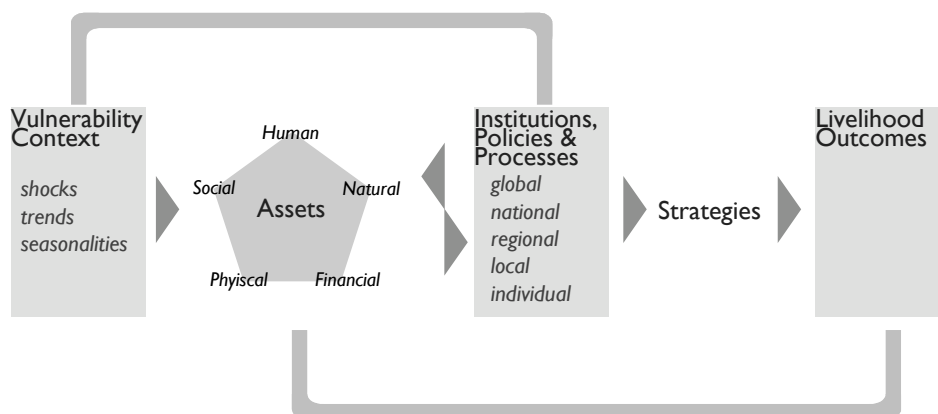 Vulnerability
Context
shocks
trends
seasonalities
Human
Social
Natural
Assets
Phyiscal
Financial
Institutions,
Policies &
Processes
global
national
regional
local
individual
Strategies
Livelihood
Outcomes